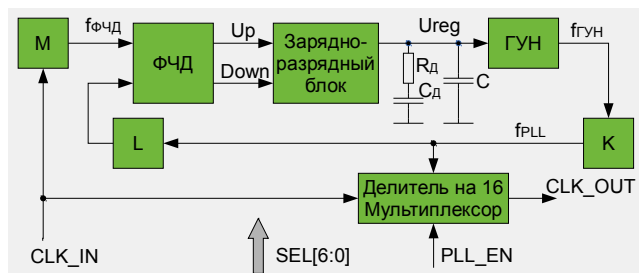 M
fФЧД
ФЧД
Up
Down
Зарядно-
разрядный
блок
Ureg
RД
CД
C
ГУН
fГУН
L
fPLL
K
Делитель на 16
Мультиплексор
CLK_OUT
CLK_IN
SEL[6:0]
PLL_EN